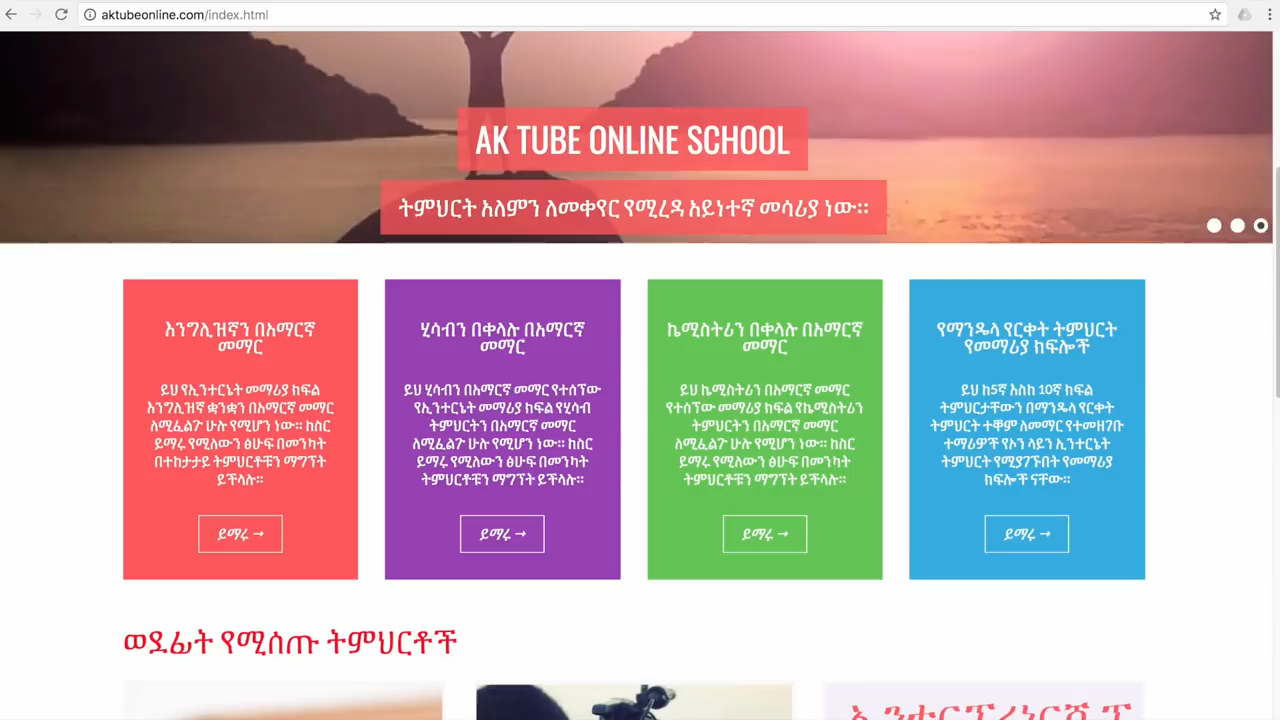 aktubeonline.com/index.html
AK TUBE ONLINE SCHOOL
ትምህርት አለምን ለመቀየር የሚረዳ አይነተኛ መሳሪያ ነው።
እንግሊዝኛን በአማርኛ
መማር
ይህ የኢንተርኔት መማሪያ ክፍል
እንግሊዝኛ ቋንቋን በአማርኛ መማር
ለሚፈልጉ ሁሉ የሚሆን ነው። ከስር
ይማሩ የሚለውን ፅሁፍ በመንካት
በተከታታይ ትምህርቶቹን ማግኘት
ይችላሉ።
ይማሩ →
ሂሳብን በቀላሉ በአማርኛ
መማር
ይህ ሂሳብን በአማርኛ መማር የተሰኘው
የኢንተርኔት መማሪያ ክፍል የሂሳብ
ትምህርትን በአማርኛ መማር
ለሚፈልጉ ሁሉ የሚሆን ነው። ከስር
ይማሩ የሚለውን ፅሁፍ በመንካት
ትምህርቶቹን ማግኘት ይችላሉ።
ይማሩ →
ኬሚስትሪን በቀላሉ በአማርኛ
መማር
ይህ ኬሚስትሪን በአማርኛ መማር
የተሰኘው መማሪያ ክፍል የኬሚስትሪን
ትምህርትን በአማርኛ መማር
ለሚፈልጉ ሁሉ የሚሆን ነው። ከስር
ይማሩ የሚለውን ፅሁፍ በመንካት
ትምህርቶቹን ማግኘት ይችላሉ።
ይማሩ →
የማንዴላ የርቀት ትምህርት
የመማሪያ ክፍሎች
ይህ ከ5ኛ እስከ 10ኛ ክፍል
ትምህርታቸውን በማንዴላ የርቀት
ትምህርት ተቐም ለመማር የተመዘገቡ
ተማሪዎች የኦን ላይን ኢንተርኔት
ትምህርት የሚያገኙበት የመማሪያ
ክፍሎች ናቸው።
ይማሩ →
ወደፊት የሚሰጡ ትምህርቶች